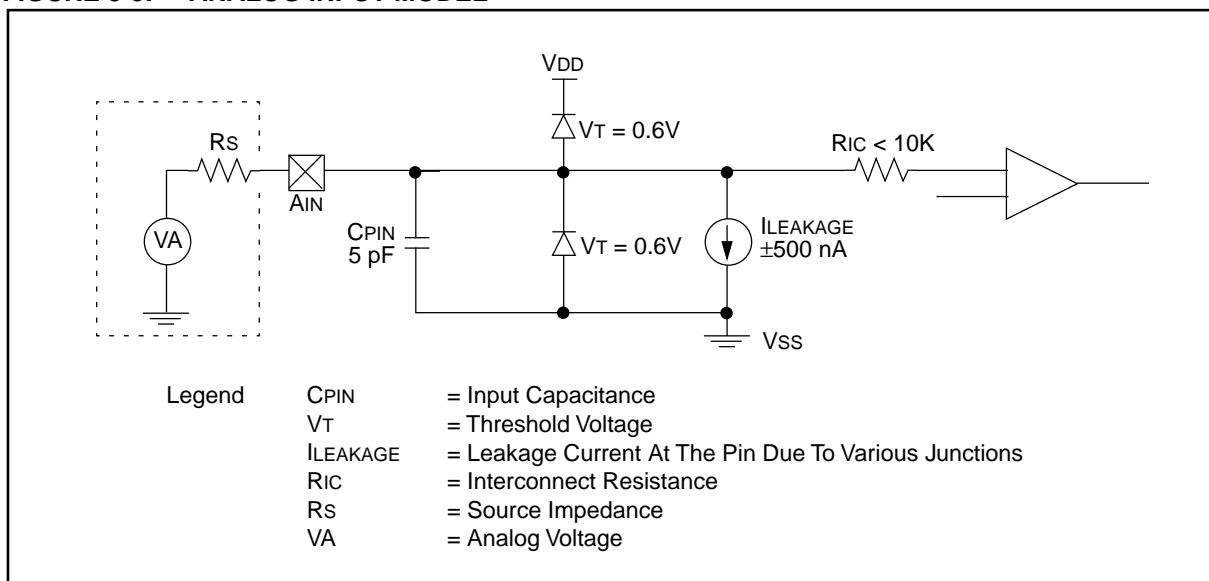 VDD
VT = 0.6V
RIC < 10K
RS
AIN
CPIN
5 pF
VA
VT = 0.6V
ILEAKAGE
±500 nA
VSS
Legend CPIN = Input Capacitance
VT = Threshold Voltage
ILEAKAGE = Leakage Current At The Pin Due To Various Junctions
RIC = Interconnect Resistance
RS = Source Impedance
VA = Analog Voltage